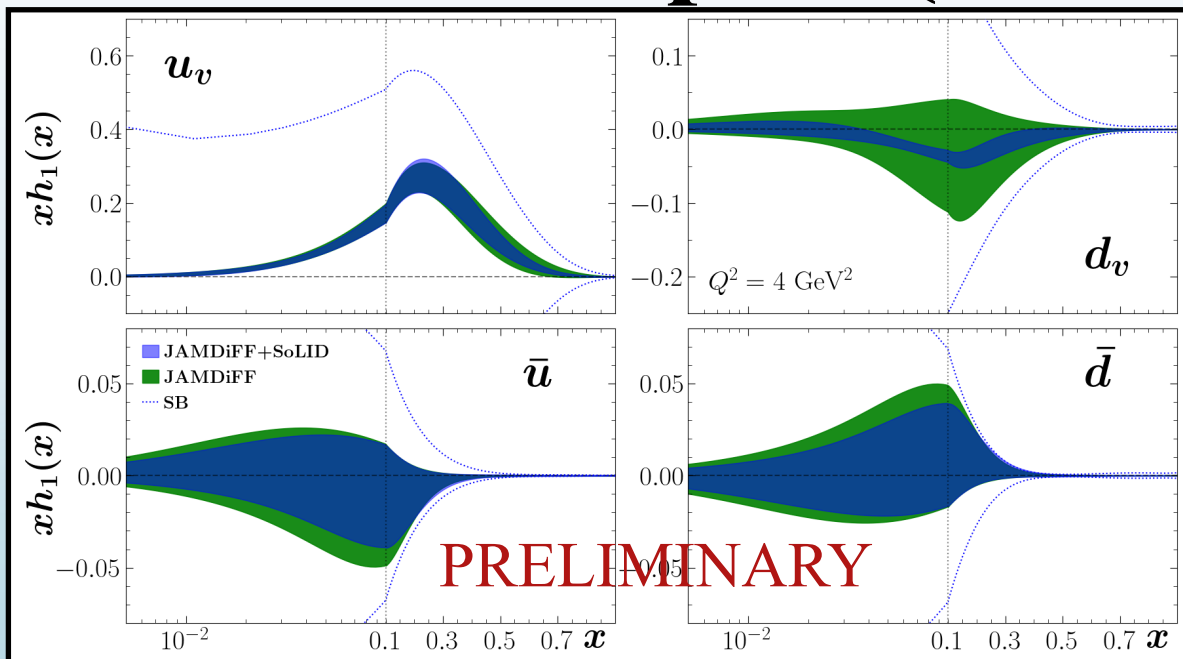 u_v
0.6
0.4
0.2
0.0
xh_1(x)
d_v
0.1
0.0
−0.1
−0.2
Q^2 = 4 GeV^2
JAMDiFF+SoLID
JAMDiFF
SB
ū
0.05
0.00
−0.05
xh_1(x)
10^−2
0.1
0.3
0.5
0.7
x
d̄
0.05
0.00
−0.05
10^−2
0.1
0.3
0.5
0.7
x
PRELIMINARY